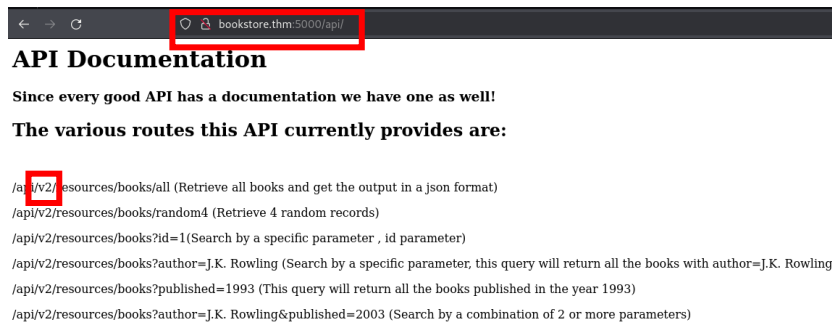 bookstore.thm:5000/api/
API Documentation
Since every good API has a documentation we have one as well!
The various routes this API currently provides are:
/api/v2/resources/books/all (Retrieve all books and get the output in a json format)
/api/v2/resources/books/random4 (Retrieve 4 random records)
/api/v2/resources/books?id=1(Search by a specific parameter , id parameter)
/api/v2/resources/books?author=J.K. Rowling (Search by a specific parameter, this query will return all the books with author=J.K. Rowling
/api/v2/resources/books?published=1993 (This query will return all the books published in the year 1993)
/api/v2/resources/books?author=J.K. Rowling&published=2003 (Search by a combination of 2 or more parameters)